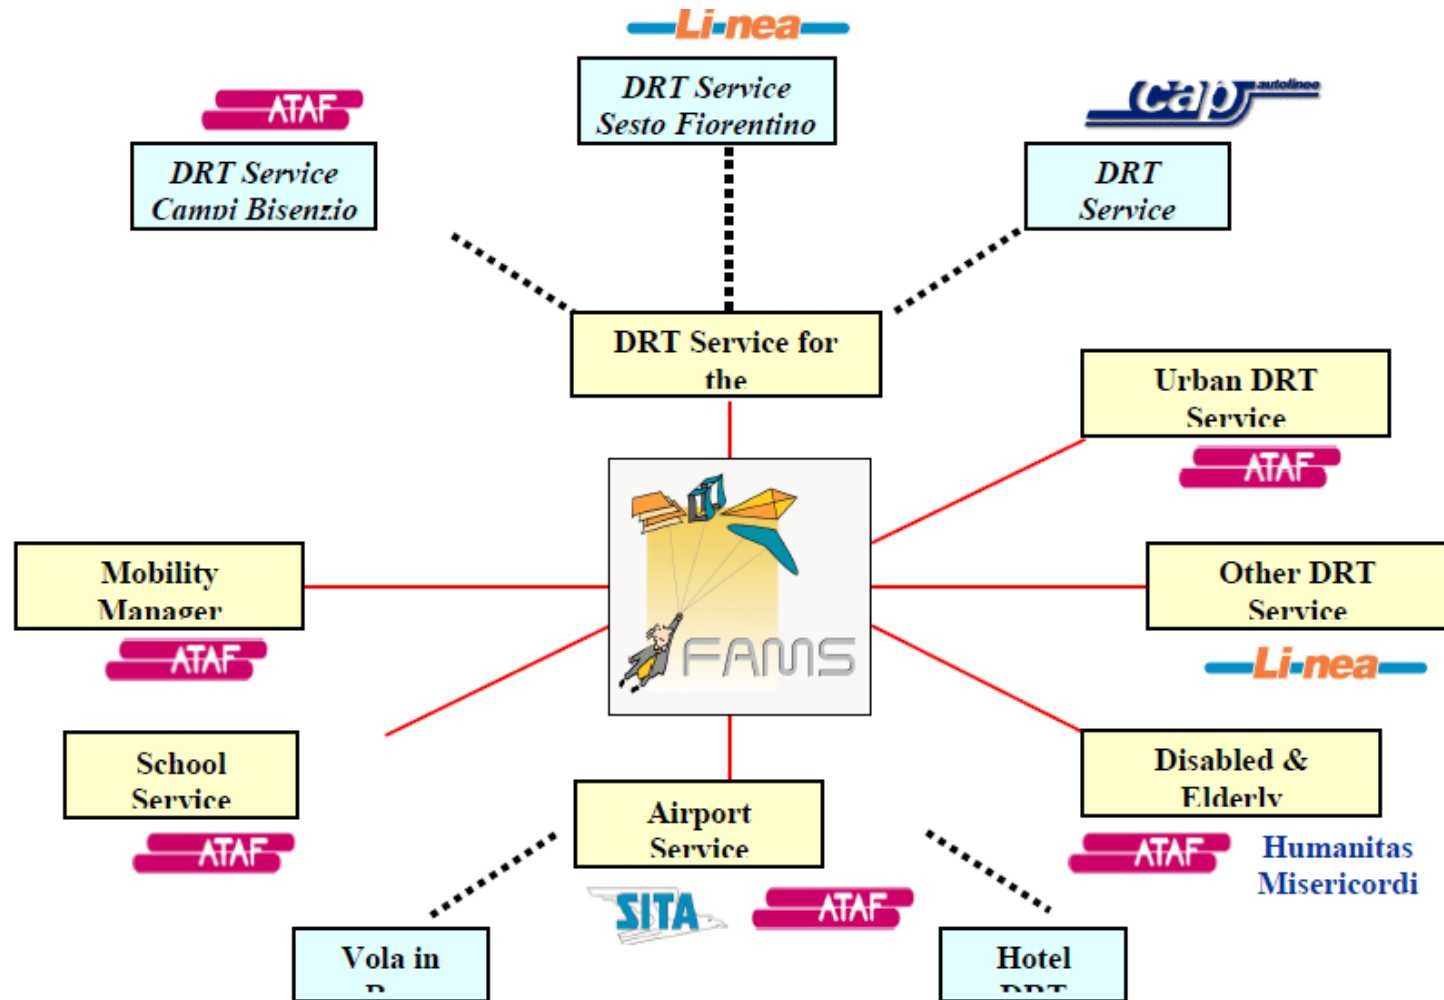 Li-nea
DRT Service
Sesto Fiorentino
ATAF
DRT Service
Campi Bisenzio
cap autolinee
DRT
Service
DRT Service for
the
Urban DRT
Service
ATAF
Mobility
Manager
ATAF
FAMS
Other DRT
Service
Li-nea
School
Service
ATAF
Airport
Service
SITA
ATAF
Disabled &
Elderly
ATAF
Humanitas
Misericordi
Vola in
Hotel
DRT